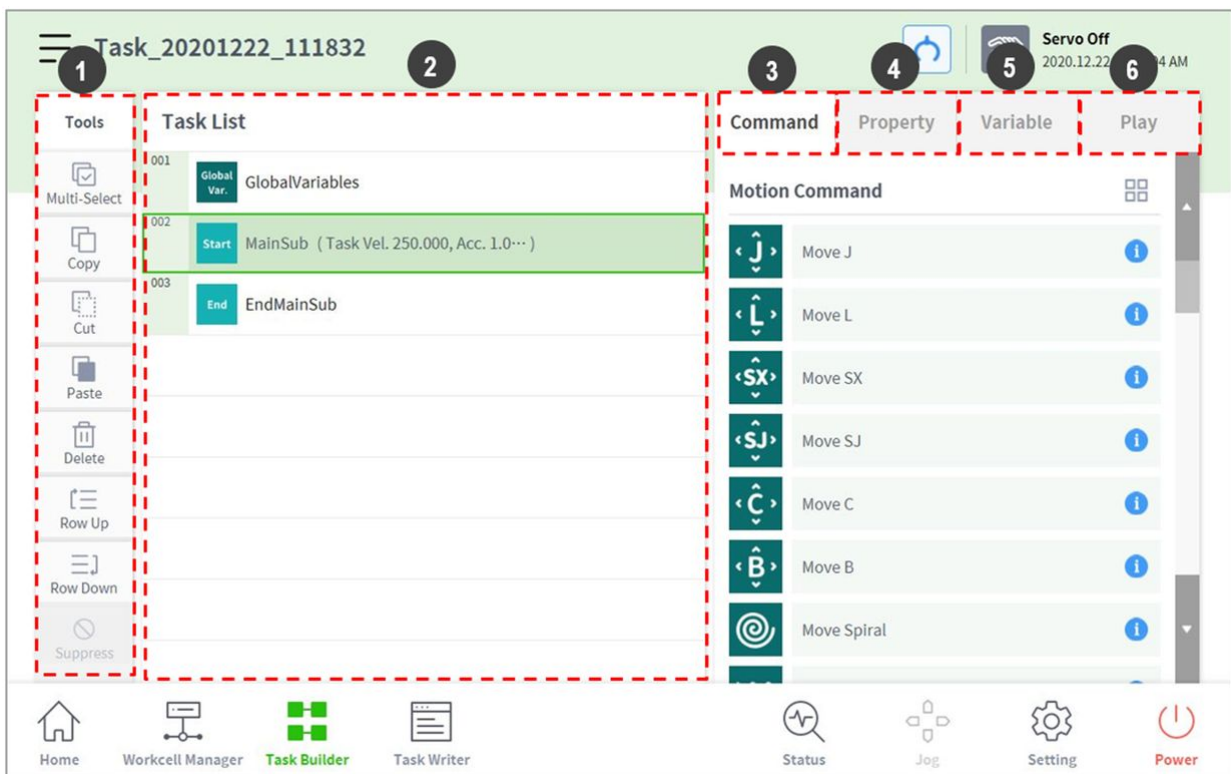 Task_20201222_111832
Servo Off
2020.12.22 4 AM
1
2
3
4
5
6
Tools
Multi-Select
Copy
Cut
Paste
Delete
Row Up
Row Down
Suppress
Task List
001
Global
Var.
GlobalVariables
002
Start
MainSub ( Task Vel. 250.000, Acc. 1.0··· )
003
End
EndMainSub
Command
Property
Variable
Play
Motion Command
J
Move J
L
Move L
SX
Move SX
SJ
Move SJ
C
Move C
B
Move B
Move Spiral
Home
Workcell Manager
Task Builder
Task Writer
Status
Jog
Setting
Power